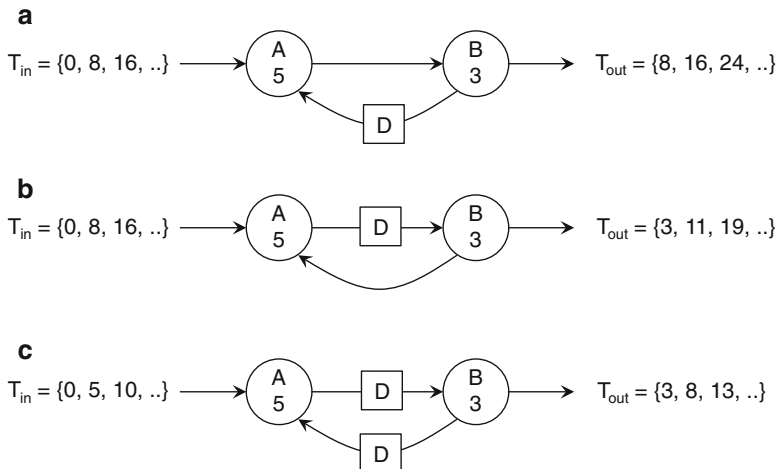 a
T_in = {0, 8, 16, ..}
A
5
B
3
D
T_out = {8, 16, 24, ..}
b
T_in = {0, 8, 16, ..}
A
5
D
B
3
T_out = {3, 11, 19, ..}
c
T_in = {0, 5, 10, ..}
A
5
D
B
3
D
T_out = {3, 8, 13, ..}